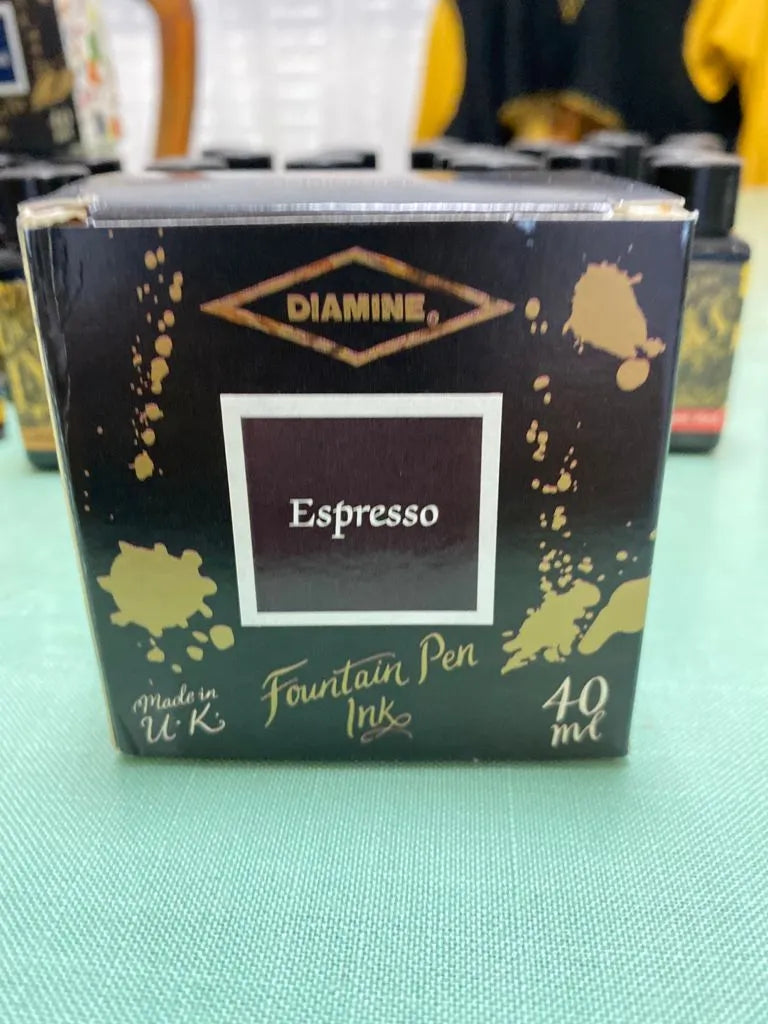 DIAMINE
Espresso
Fountain Pen
Ink
Made in
U.K.
40
ml